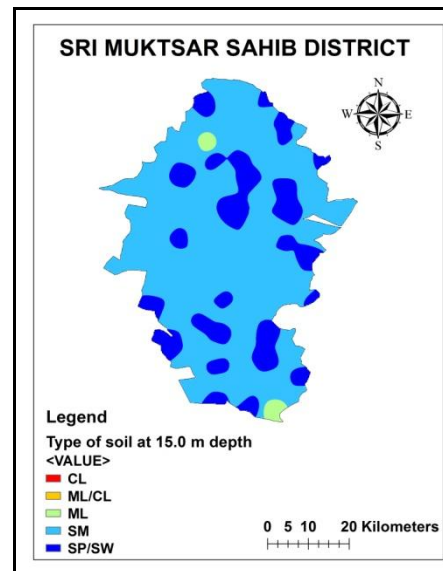 SRI MUKTSAR SAHIB DISTRICT
N
W E
S
Legend
Type of soil at 15.0 m depth
<VALUE>
CL
ML/CL
ML
SM
SP/SW
0 5 10 20 Kilometers